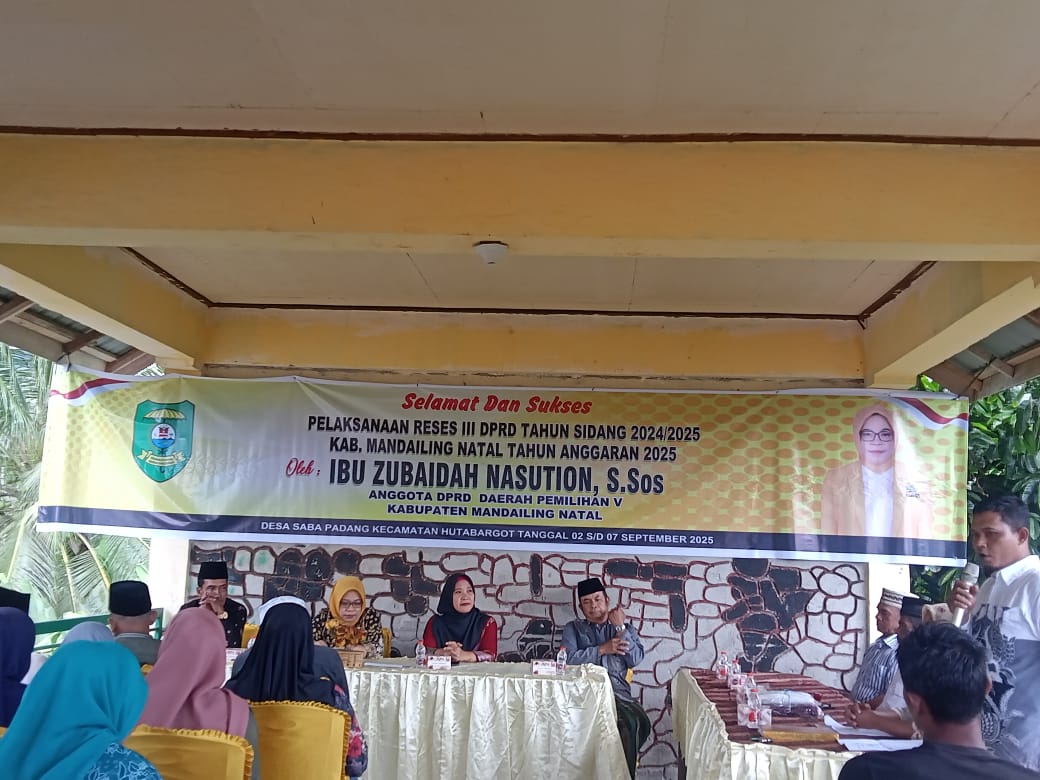 Selamat Dan Sukses
PELAKSANAAN RESES III DPRD TAHUN SIDANG 2024/2025
KAB. MANDAILING NATAL TAHUN ANGGARAN 2025
Oleh : IBU ZUBAIDAH NASUTION, S.Sos
ANGGOTA DPRD DAERAH PEMILIHAN V
KABUPATEN MANDAILING NATAL
DESA SABA PADANG KECAMATAN HUTABARGOT TANGGAL 02 S/D 07 SEPTEMBER 2025